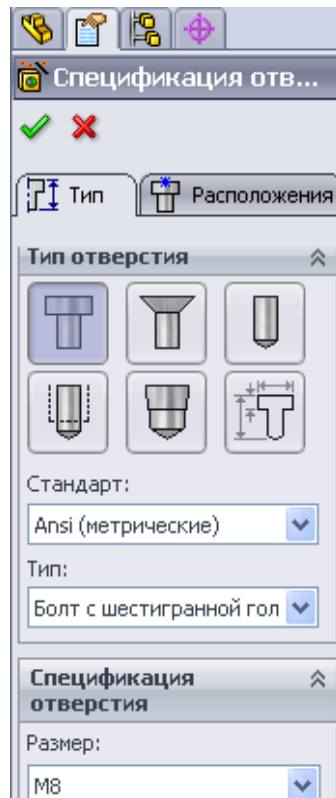 Спецификация отв...
Тип
Расположения
Тип отверстия
Стандарт:
Ansi (метрические)
Тип:
Болт с шестигранной гол
Спецификация
отверстия
Размер:
M8